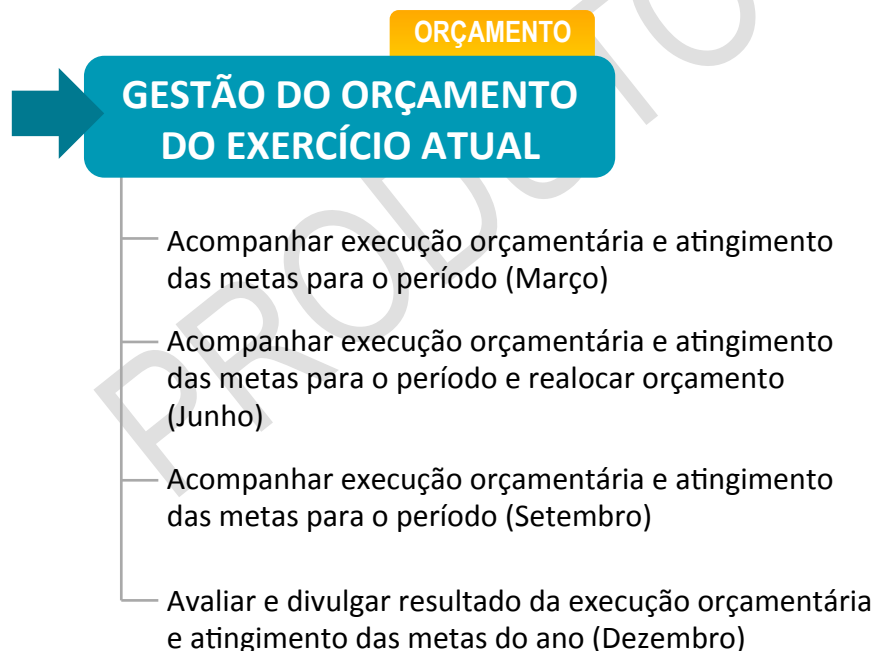 ORÇAMENTO
GESTÃO DO ORÇAMENTO
DO EXERCÍCIO ATUAL
Acompanhar execução orçamentária e atingimento
das metas para o período (Março)
Acompanhar execução orçamentária e atingimento
das metas para o período e realocar orçamento
(Junho)
Acompanhar execução orçamentária e atingimento
das metas para o período (Setembro)
Avaliar e divulgar resultado da execução orçamentária
e atingimento das metas do ano (Dezembro)
PRODUTO